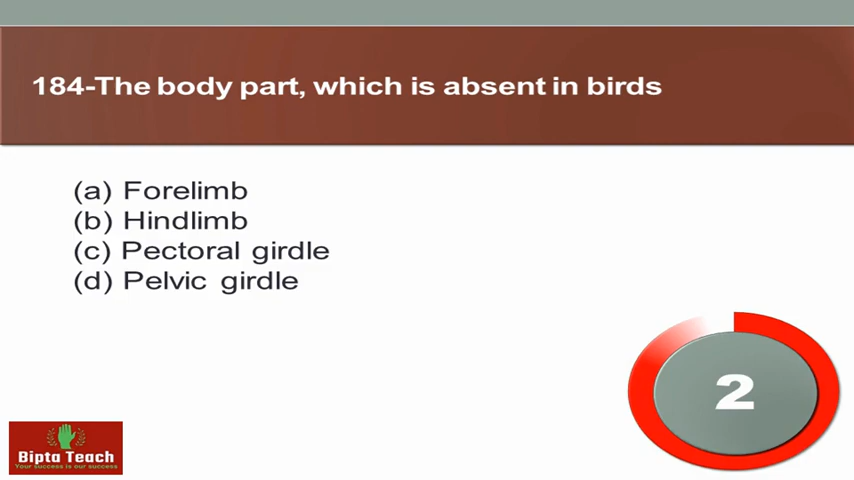 184-The body part, which is absent in birds
(a) Forelimb
(b) Hindlimb
(c) Pectoral girdle
(d) Pelvic girdle
2
Bipta Teach
Your success is our success